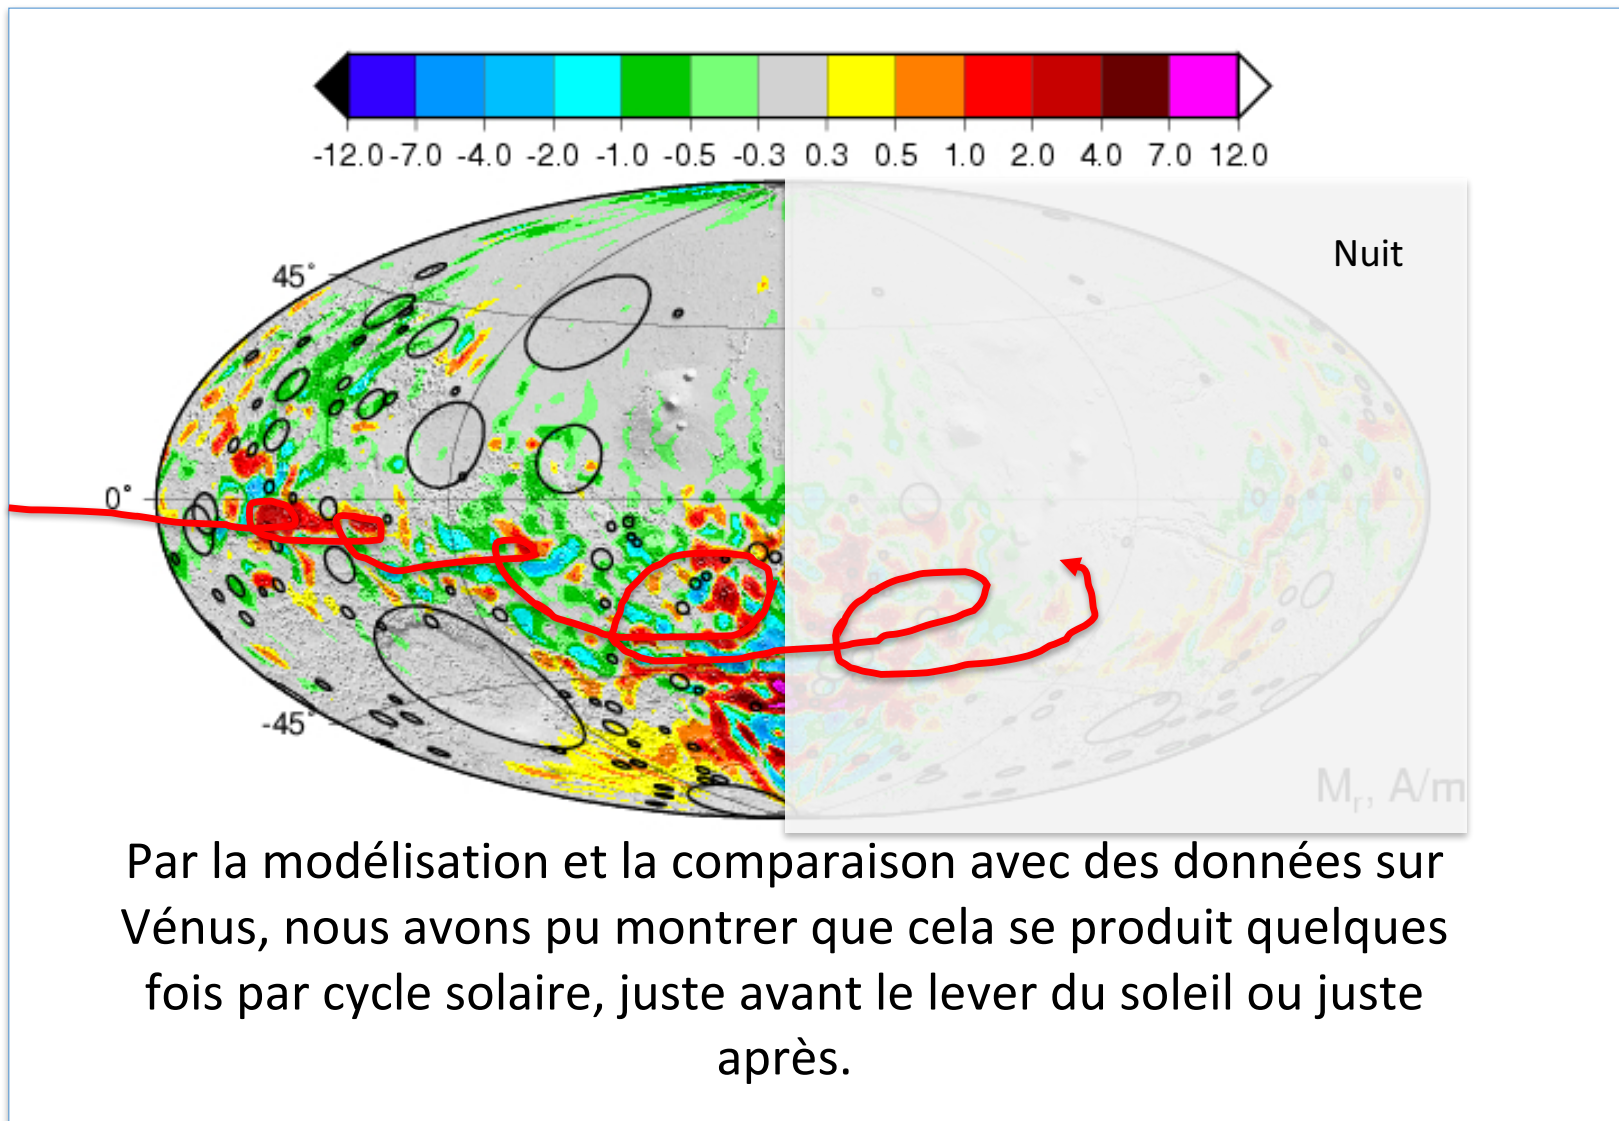 -12.0 -7.0 -4.0 -2.0 -1.0 -0.5 -0.3 0.3 0.5 1.0 2.0 4.0 7.0 12.0
Nuit
45°
0°
-45°
Mr, A/m
Par la modélisation et la comparaison avec des données sur
Vénus, nous avons pu montrer que cela se produit quelques
fois par cycle solaire, juste avant le lever du soleil ou juste
après.